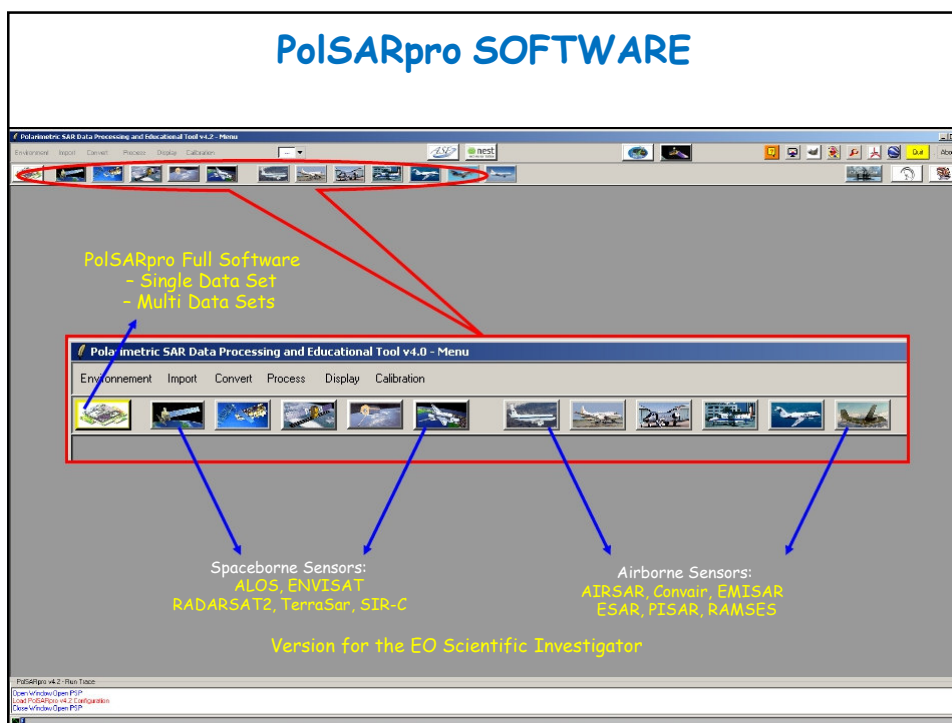 PolSARpro SOFTWARE
Polarimetric SAR Data Processing and Educational Tool v4.2 - Menu
Environment Import Convert Process Display Calibration
nest
Quit
PolSARpro Full Software
– Single Data Set
– Multi Data Sets
Polarimetric SAR Data Processing and Educational Tool v4.0 - Menu
Environnement Import Convert Process Display Calibration
Spaceborne Sensors:
ALOS, ENVISAT
RADARSAT2, TerraSar, SIR-C
Airborne Sensors:
AIRSAR, Convair, EMISAR
ESAR, PISAR, RAMSES
Version for the EO Scientific Investigator
PolSARpro v4.2 - Run Trace
Open Window Open PSP
Load PolSARpro v4.2 Configuration
Close Window Open PSP